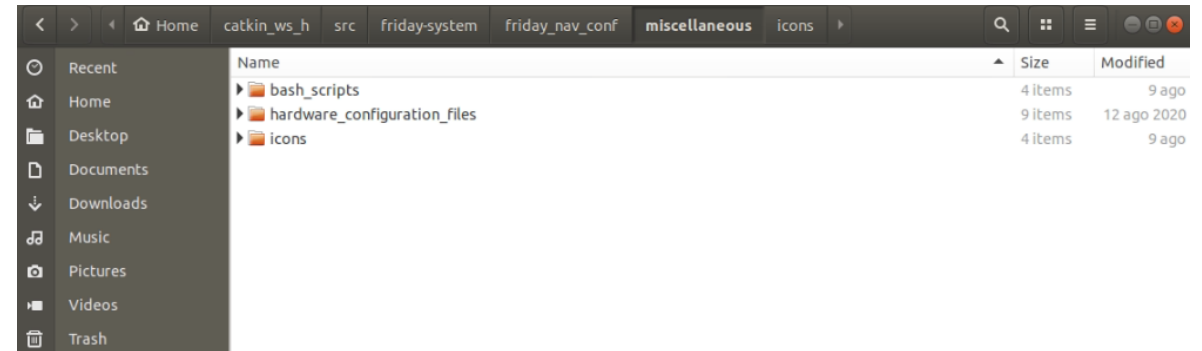 Home catkin_ws_h src friday-system friday_nav_conf miscellaneous icons
Recent
Home
Desktop
Documents
Downloads
Music
Pictures
Videos
Trash
Name Size Modified
bash_scripts 4 items 9 ago
hardware_configuration_files 9 items 12 ago 2020
icons 4 items 9 ago